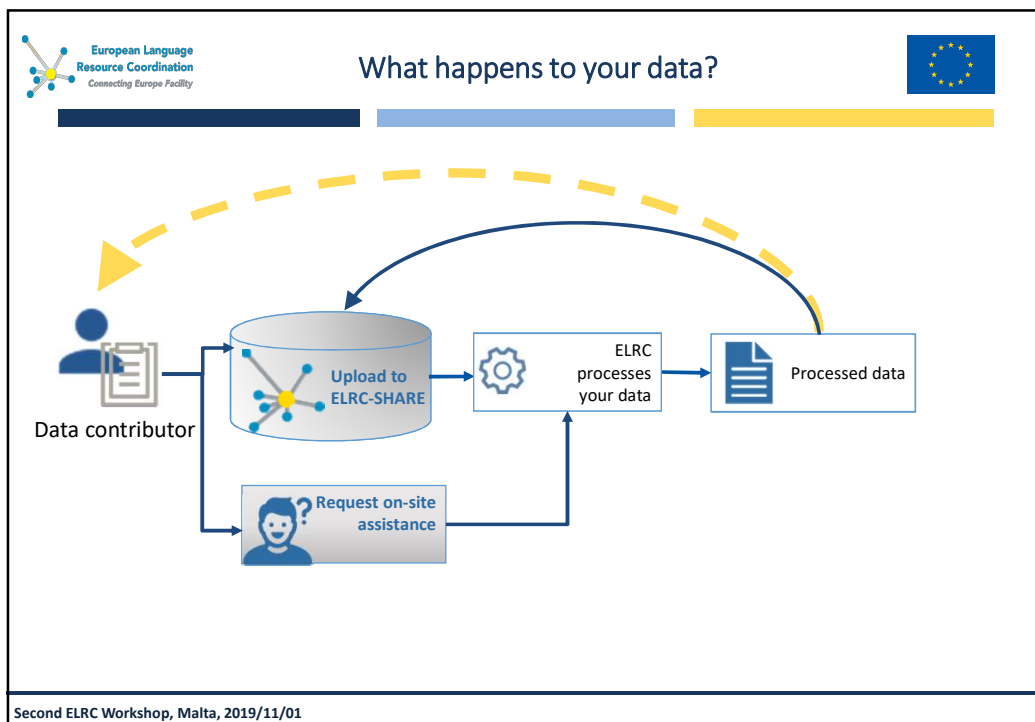 European Language
Resource Coordination
Connecting Europe Facility
What happens to your data?
Data contributor
Upload to
ELRC-SHARE
ELRC
processes
your data
Processed data
?
Request on-site
assistance
Second ELRC Workshop, Malta, 2019/11/01